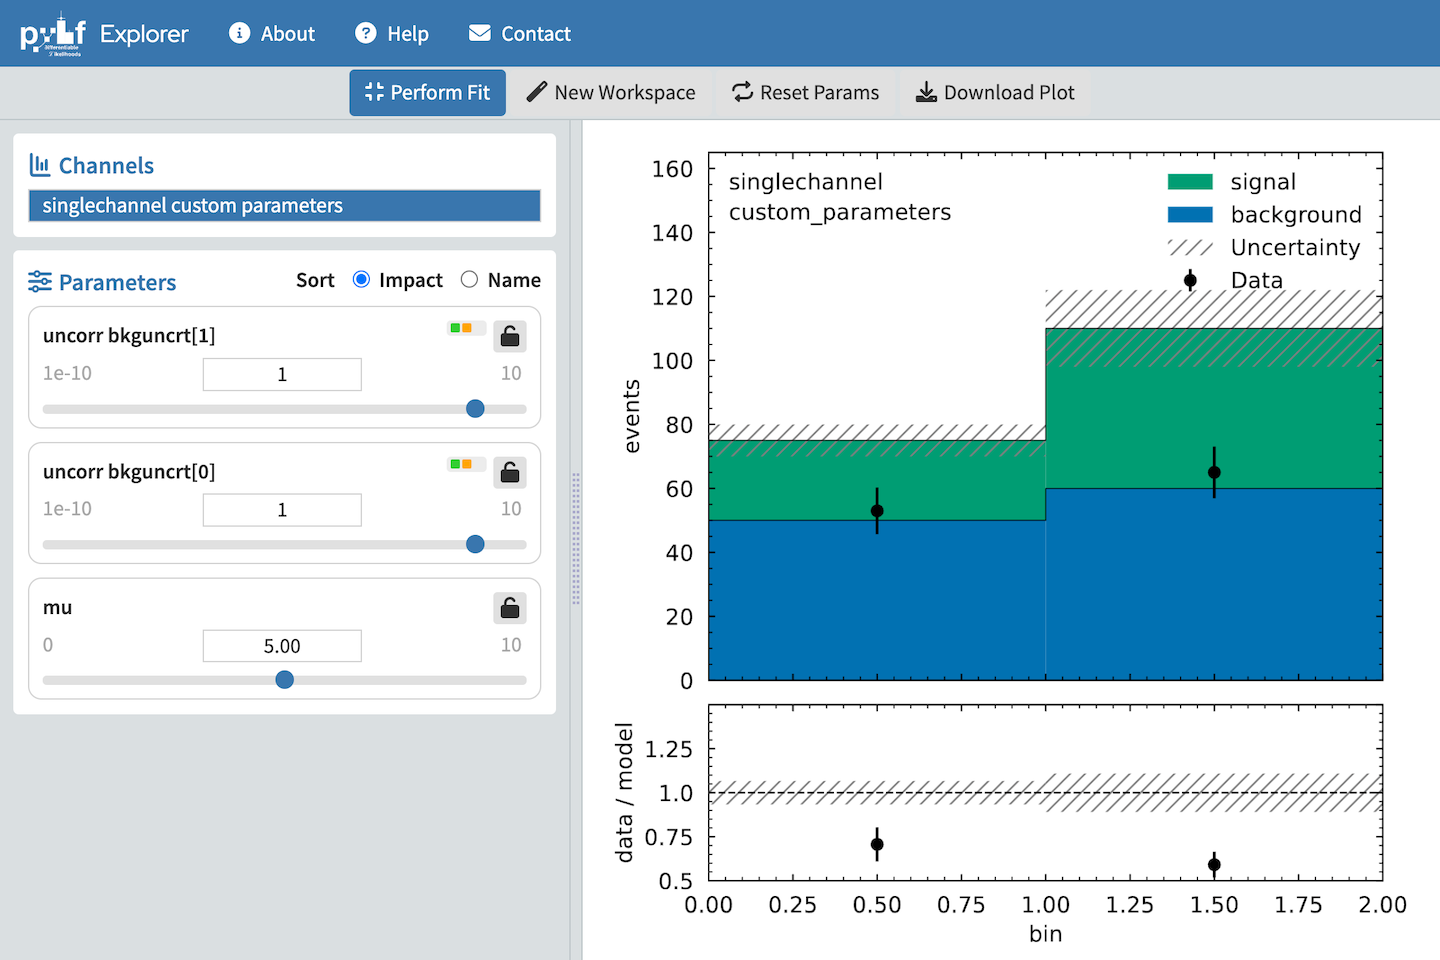 pyhf Explorer About Help Contact
differentiable
likelihoods
Perform Fit New Workspace Reset Params Download Plot
Channels
singlechannel custom parameters
Parameters Sort Impact Name
uncorr bkguncrt[1]
1e-10 1 10
uncorr bkguncrt[0]
1e-10 1 10
mu
0 5.00 10
singlechannel
custom_parameters
signal
background
Uncertainty
Data
events
160
140
120
100
80
60
40
20
0
data / model
1.25
1.0
0.75
0.5
0.00 0.25 0.50 0.75 1.00 1.25 1.50 1.75 2.00
bin